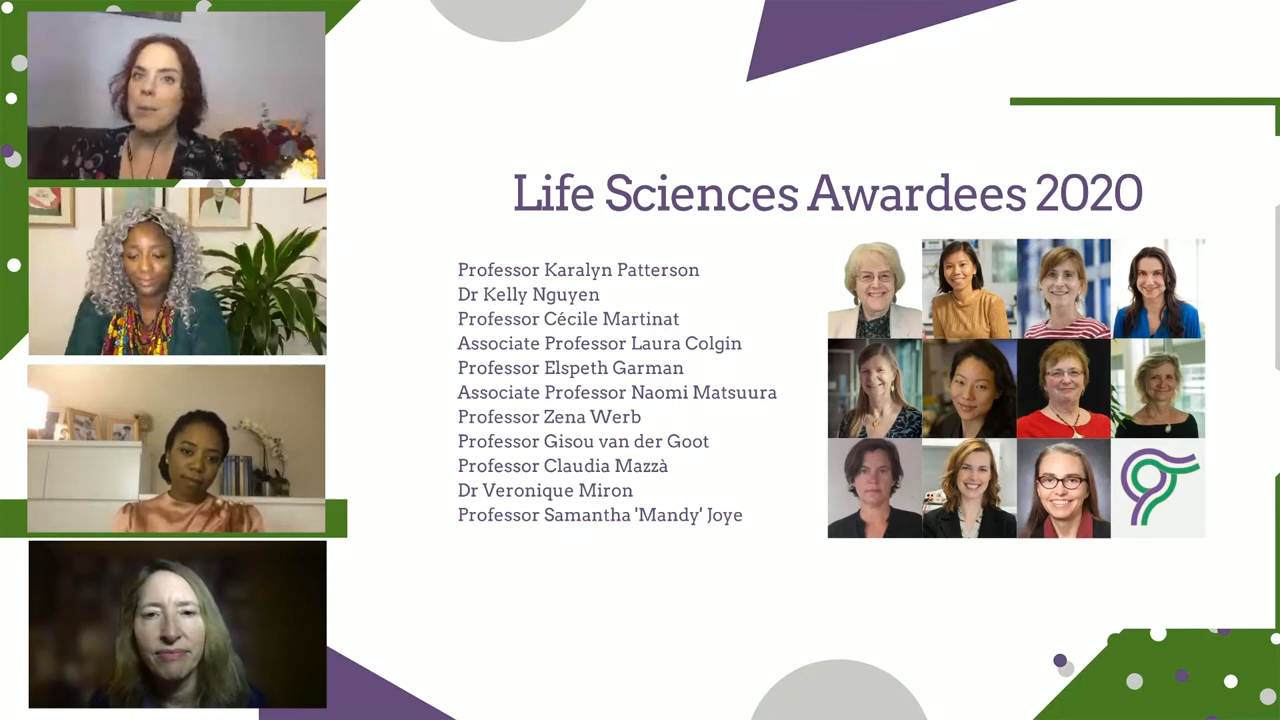 Life Sciences Awardees 2020
Professor Karalyn Patterson
Dr Kelly Nguyen
Professor Cécile Martinat
Associate Professor Laura Colgin
Professor Elspeth Garman
Associate Professor Naomi Matsuura
Professor Zena Werb
Professor Gisou van der Goot
Professor Claudia Mazzà
Dr Veronique Miron
Professor Samantha 'Mandy' Joye